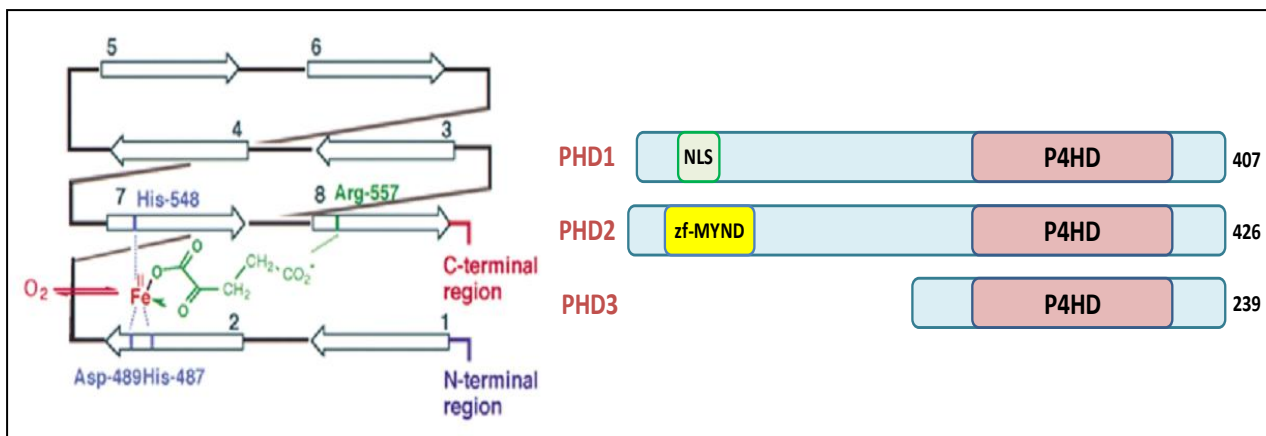 5 6
4 3
7 His-548 8 Arg-557
O
O
CH₂
CO₂⁻
O₂
II
Fe
CH₂
O
C-terminal
region
2 1
Asp-489His-487
N-terminal
region
PHD1 NLS P4HD 407
PHD2 zf-MYND P4HD 426
PHD3 P4HD 239